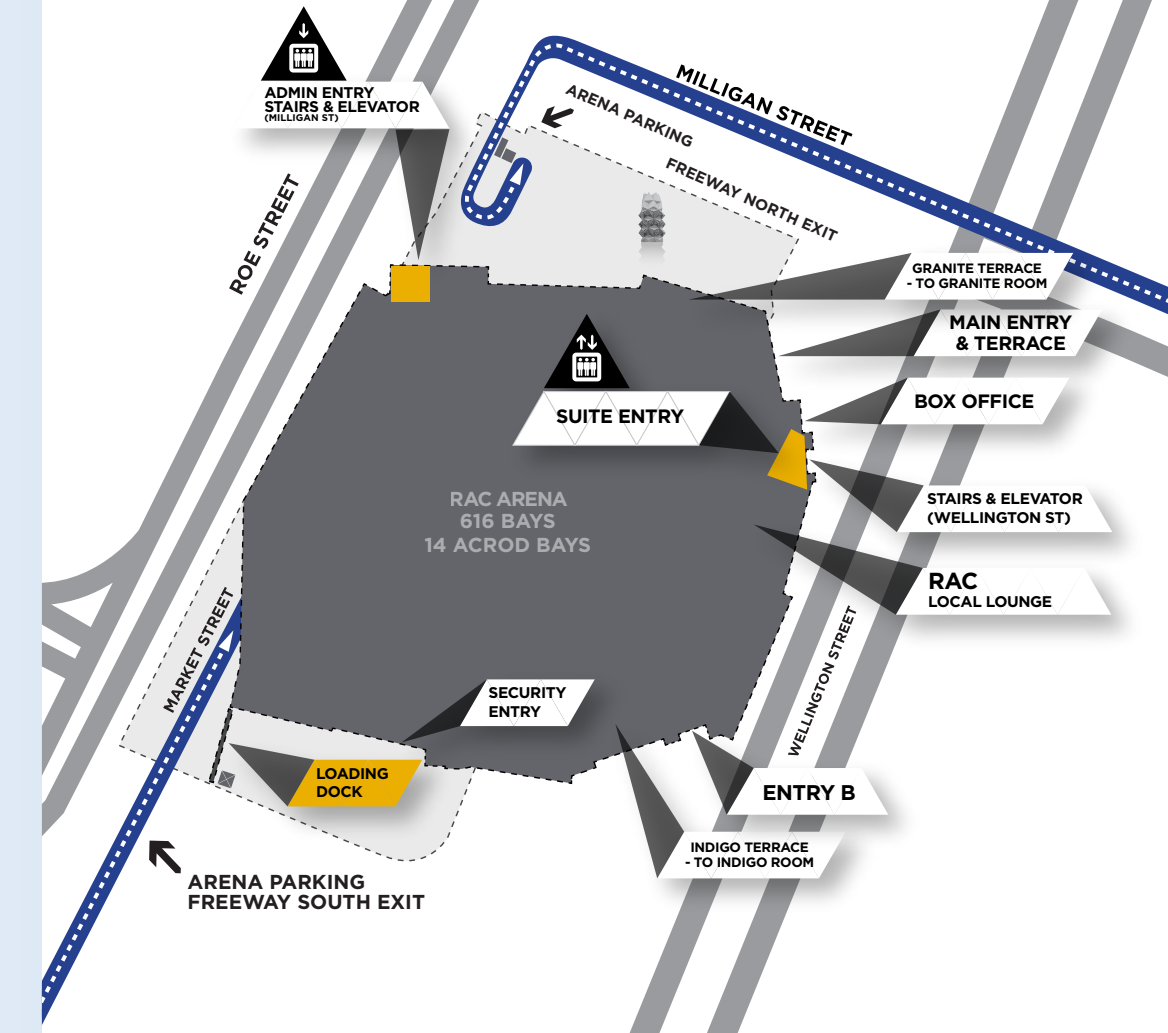 ADMIN ENTRY
STAIRS & ELEVATOR
(MILLIGAN ST)
MILLIGAN STREET
ARENA PARKING
FREEWAY NORTH EXIT
ROE STREET
GRANITE TERRACE
- TO GRANITE ROOM
MAIN ENTRY
& TERRACE
BOX OFFICE
SUITE ENTRY
STAIRS & ELEVATOR
(WELLINGTON ST)
RAC ARENA
616 BAYS
14 ACROD BAYS
RAC
LOCAL LOUNGE
MARKET STREET
WELLINGTON STREET
SECURITY
ENTRY
LOADING
DOCK
ENTRY B
INDIGO TERRACE
- TO INDIGO ROOM
ARENA PARKING
FREEWAY SOUTH EXIT